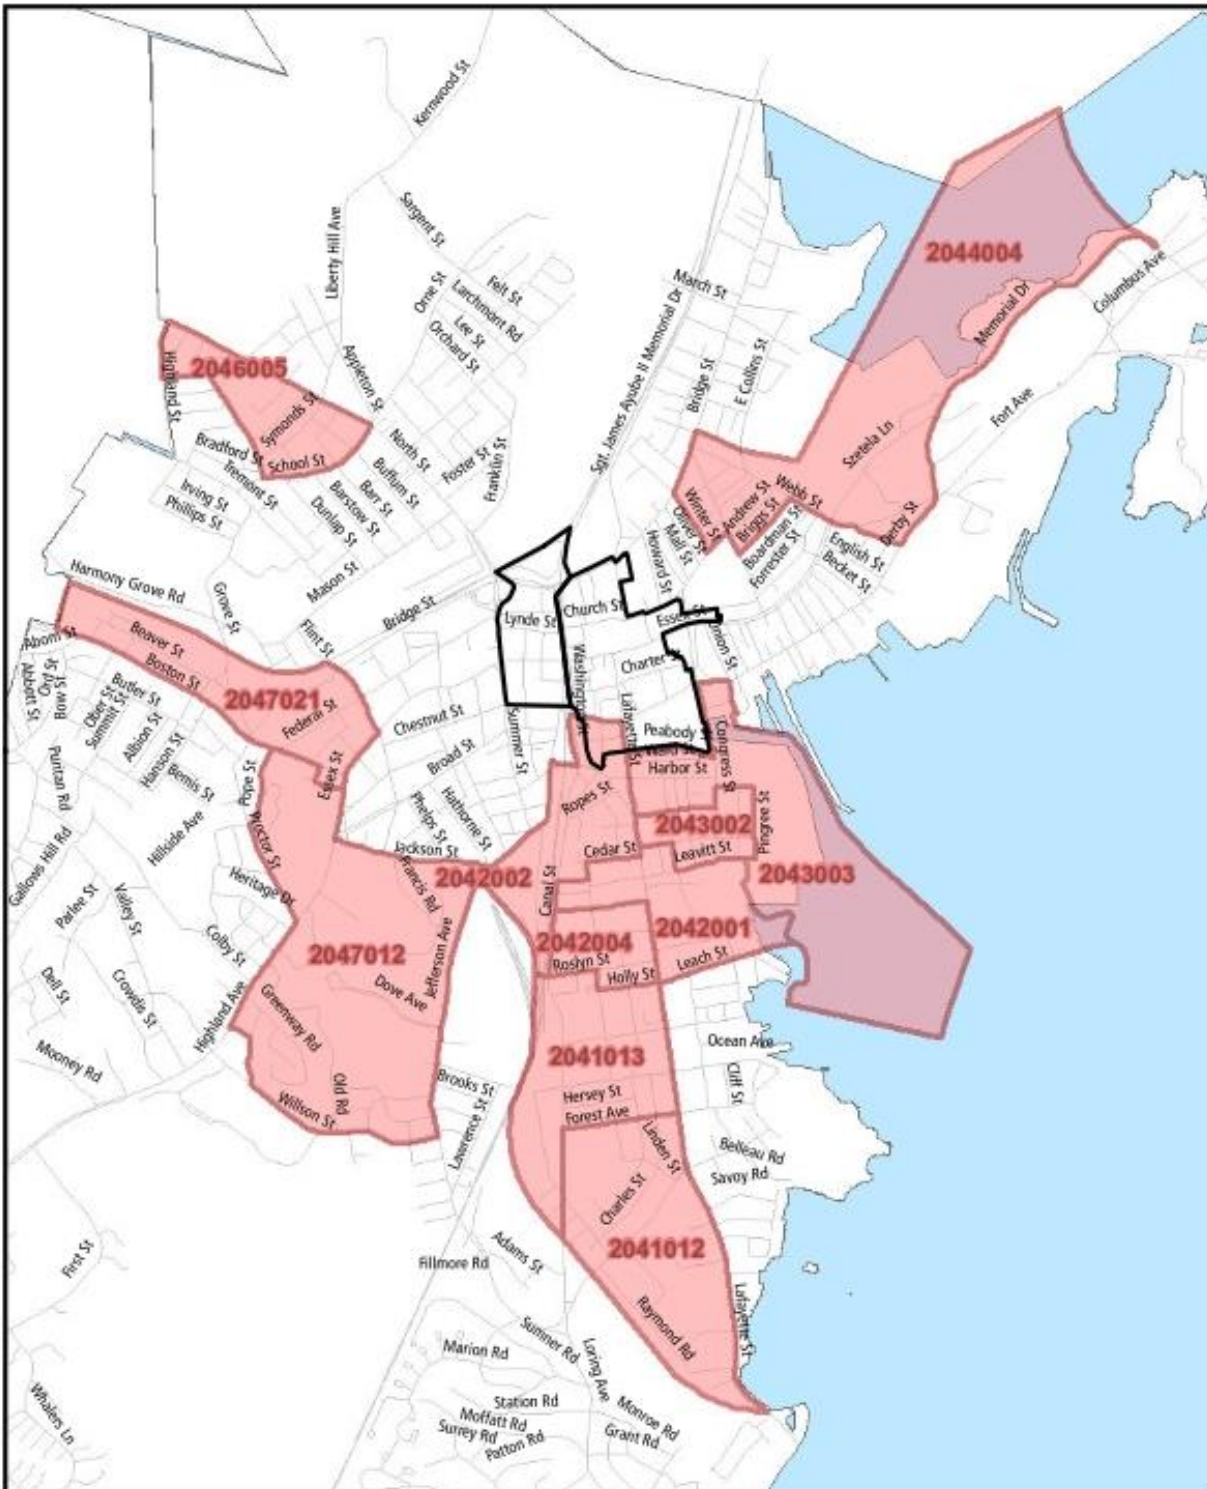 Kernwood St
Sargent St
Liberty Hill Ave
2044004
Columbus Ave
Felt St
Larchmont Rd
Orne St
Lee St
Orchard St
March St
Memorial Dr
Sgt. James Ayube II Memorial Dr
Highland St
2046005
Appleton St
Bridge St
E Collins St
Symonds St
Fort Ave
Szetela Ln
Bradford St
School St
North St
Foster St
Franklin St
Tremont St
Buffum St
Barr St
Barstow St
Dunlap St
Irving St
Phillips St
Winter St
Oliver St
Mall St
Andrew St
Briggs St
Webb St
Boardman St
Forrester St
Derby St
English St
Becket St
Howard St
Mason St
Harmony Grove Rd
Grove St
Flint St
Bridge St
Lynde St
Church St
Essex St
Union St
Aborn St
Beaver St
Boston St
Abbott St
Ord St
Bow St
2047021
Federal St
Butler St
Ober St
Summit St
Albion St
Hanson St
Bemis St
Chestnut St
Washington St
Charter St
Lafayette St
Peabody St
Summer St
Broad St
Congress St
Harbor St
Puritan Rd
Pope St
Essex St
Ropes St
Phelps St
Hathorne St
Pingree St
2043002
Proctor St
Hillside Ave
Gallows Hill Rd
Jackson St
Cedar St
Leavitt St
2042002
2043003
Francis Rd
Canal St
Heritage Dr
Parlee St
Valley St
Colby St
2047012
Jefferson Ave
2042004
2042001
Roslyn St
Holly St
Leach St
Dell St
Crowdis St
Dove Ave
Highland Ave
Greenway Rd
Mooney Rd
Ocean Ave
2041013
Old Rd
Willson St
Brooks St
Lawrence St
Hersey St
Forest Ave
Cliff St
Linden St
Belleau Rd
Savoy Rd
Charles St
First St
Adams St
Fillmore Rd
2041012
Raymond Rd
Lafayette St
Sumner Rd
Marion Rd
Loring Ave
Station Rd
Monroe Rd
Moffatt Rd
Surrey Rd
Patton Rd
Grant Rd
Whalers Ln